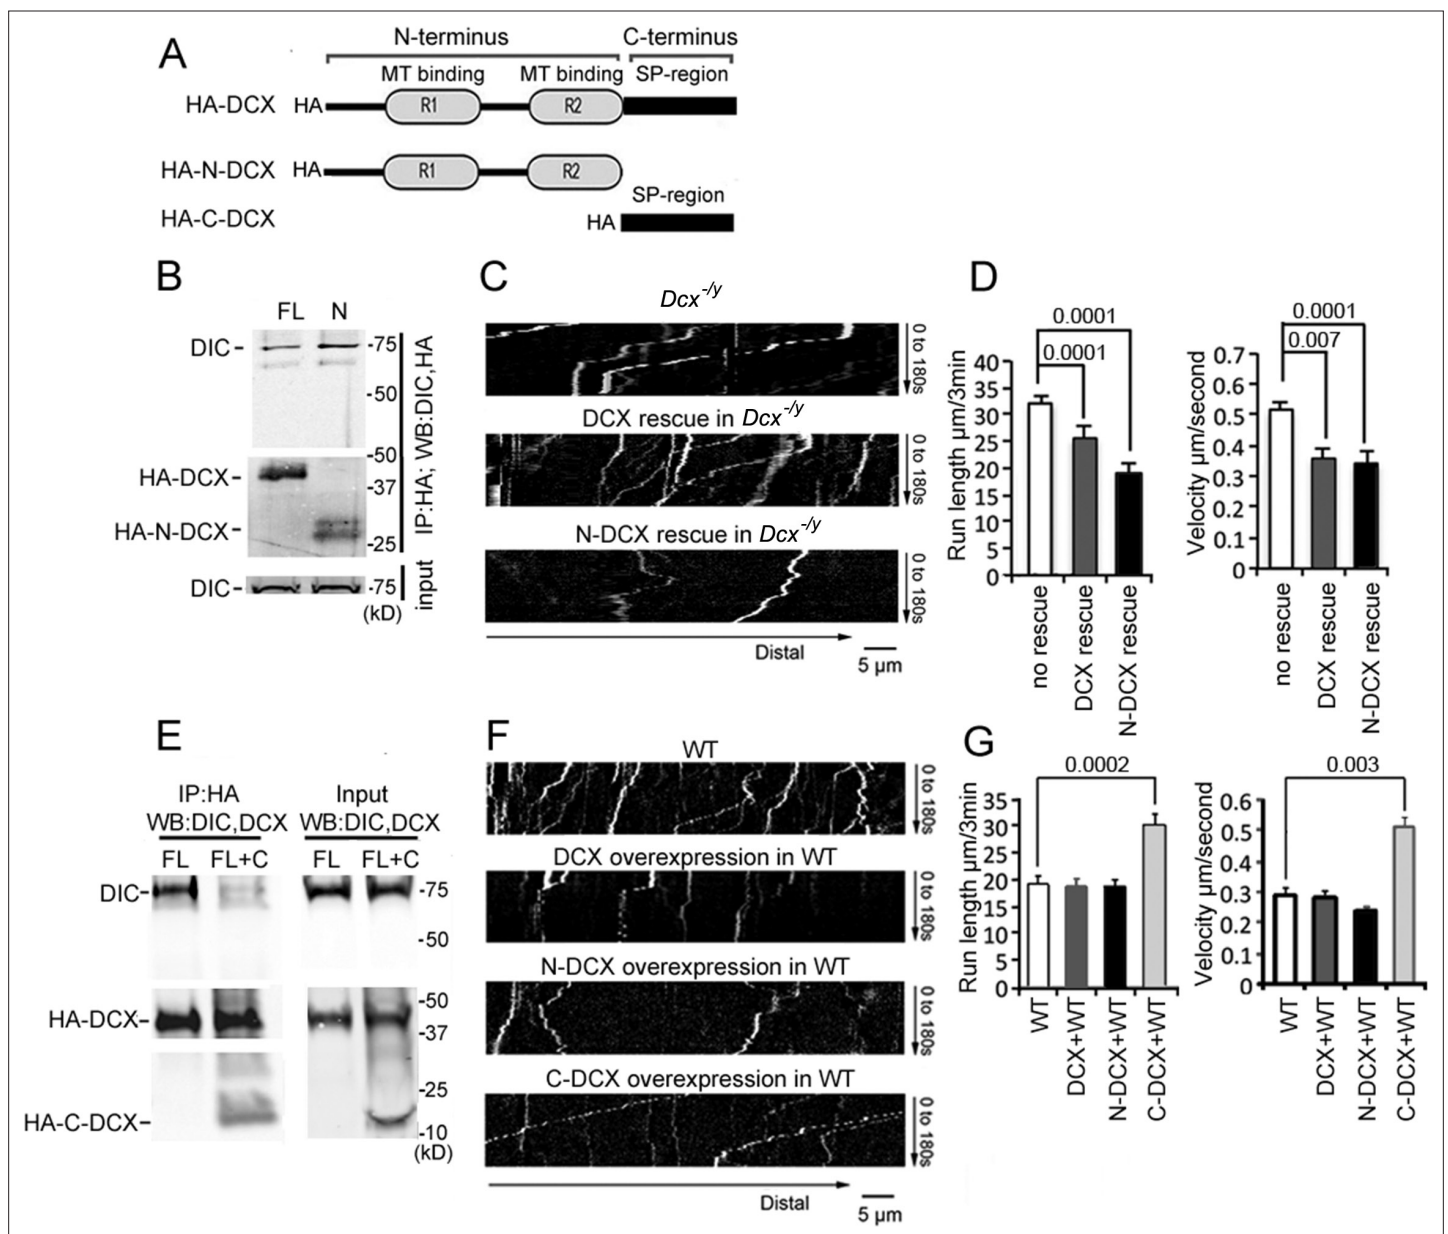 A
N-terminus C-terminus
MT binding MT binding SP-region
HA-DCX HA R1 R2
HA-N-DCX HA R1 R2
SP-region
HA-C-DCX HA
B
FL N
DIC- -75
-50
-50
HA-DCX- -37
HA-N-DCX- -25
DIC- -75
(kD)
IP:HA; WB:DIC,HA
input
C
Dcx-/y
0 to 180s
DCX rescue in Dcx-/y
0 to 180s
N-DCX rescue in Dcx-/y
0 to 180s
Distal
5 µm
D
Run length µm/3min
0.0001
0.0001
40
35
30
25
20
15
10
5
0
no rescue
DCX rescue
N-DCX rescue
Velocity µm/second
0.0001
0.007
0.7
0.6
0.5
0.4
0.3
0.2
0.1
0
no rescue
DCX rescue
N-DCX rescue
E
IP:HA Input
WB:DIC,DCX WB:DIC,DCX
FL FL+C FL FL+C
DIC- -75
-50
-50
HA-DCX- -37
-25
HA-C-DCX- -10
(kD)
F
WT
0 to 180s
DCX overexpression in WT
0 to 180s
N-DCX overexpression in WT
0 to 180s
C-DCX overexpression in WT
0 to 180s
Distal
5 µm
G
Run length µm/3min
0.0002
35
30
25
20
15
10
5
0
WT
DCX+WT
N-DCX+WT
C-DCX+WT
Velocity µm/second
0.003
0.6
0.5
0.4
0.3
0.2
0.1
0
WT
DCX+WT
N-DCX+WT
C-DCX+WT